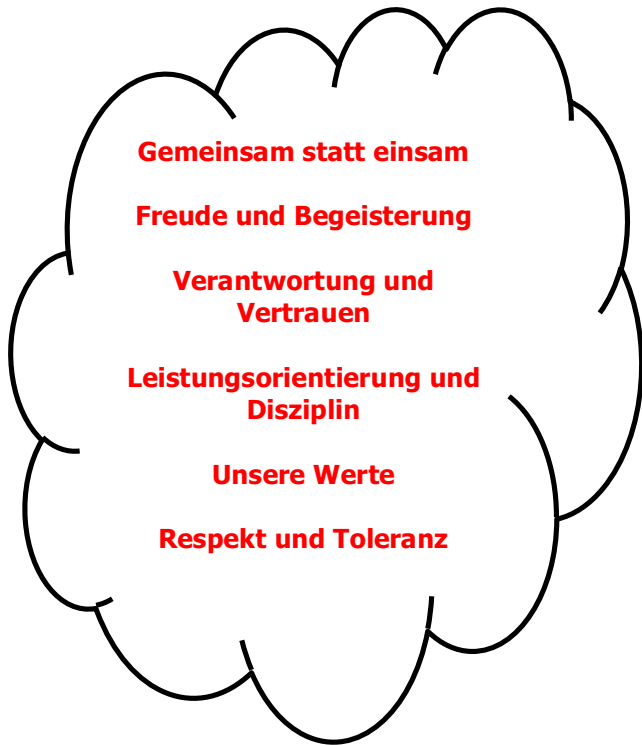 Gemeinsam statt einsam
Freude und Begeisterung
Verantwortung und
Vertrauen
Leistungsorientierung und
Disziplin
Unsere Werte
Respekt und Toleranz